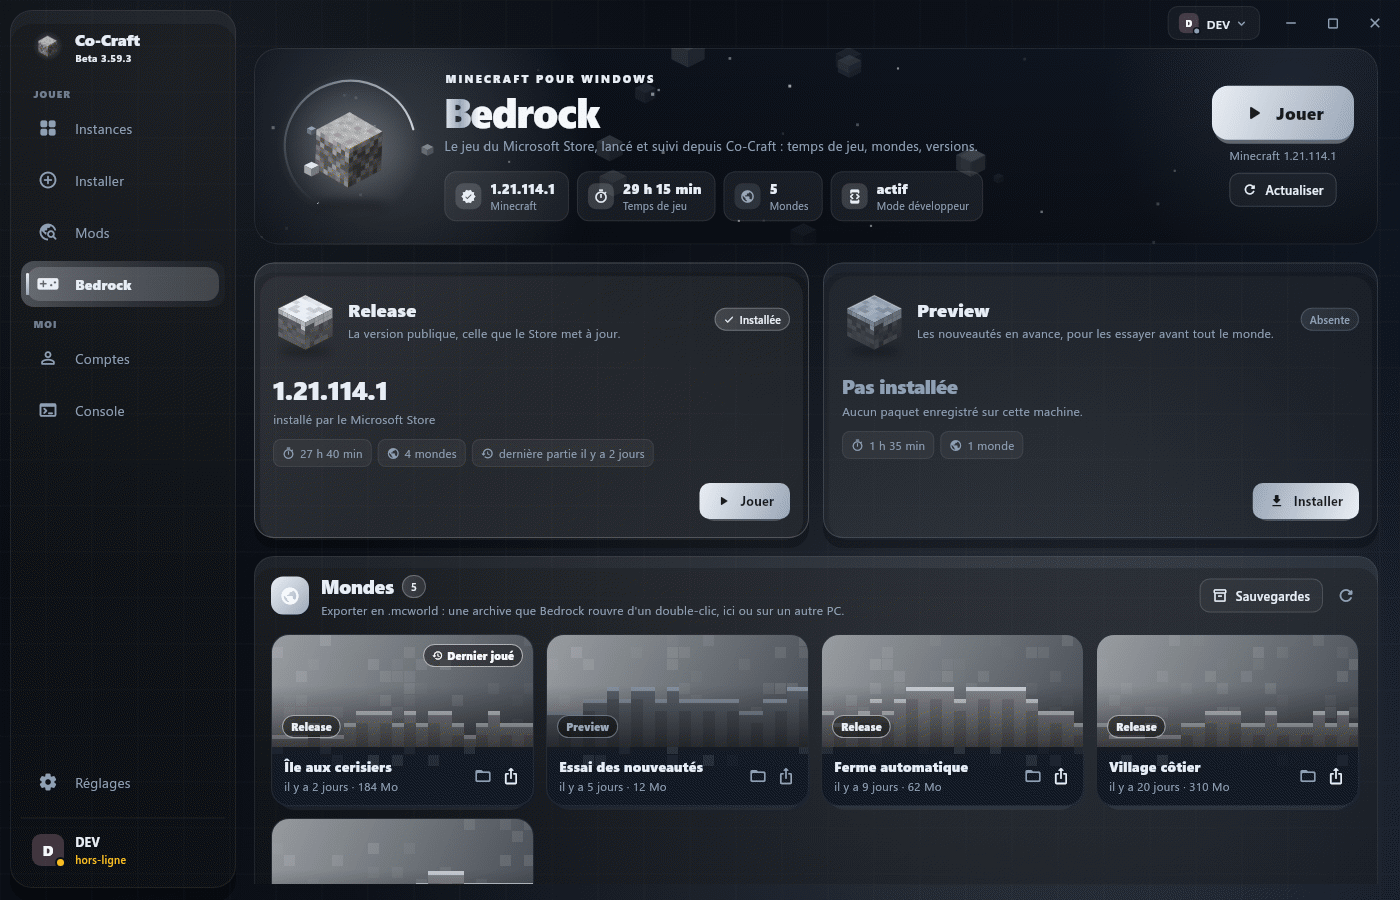 Co-Craft
Beta 3.59.3
JOUER
Instances
Installer
Mods
Bedrock
MOI
Comptes
Console
Réglages
D
DEV
hors-ligne
D DEV
MINECRAFT POUR WINDOWS
Bedrock
Le jeu du Microsoft Store, lancé et suivi depuis Co-Craft : temps de jeu, mondes, versions.
1.21.114.1
Minecraft
29 h 15 min
Temps de jeu
5
Mondes
actif
Mode développeur
Jouer
Minecraft 1.21.114.1
Actualiser
Release
La version publique, celle que le Store met à jour.
Installée
1.21.114.1
installé par le Microsoft Store
27 h 40 min
4 mondes
dernière partie il y a 2 jours
Jouer
Preview
Les nouveautés en avance, pour les essayer avant tout le monde.
Absente
Pas installée
Aucun paquet enregistré sur cette machine.
1 h 35 min
1 monde
Installer
Mondes 5
Exporter en .mcworld : une archive que Bedrock rouvre d'un double-clic, ici ou sur un autre PC.
Sauvegardes
Dernier joué
Release
Île aux cerisiers
il y a 2 jours · 184 Mo
Preview
Essai des nouveautés
il y a 5 jours · 12 Mo
Release
Ferme automatique
il y a 9 jours · 62 Mo
Release
Village côtier
il y a 20 jours · 310 Mo